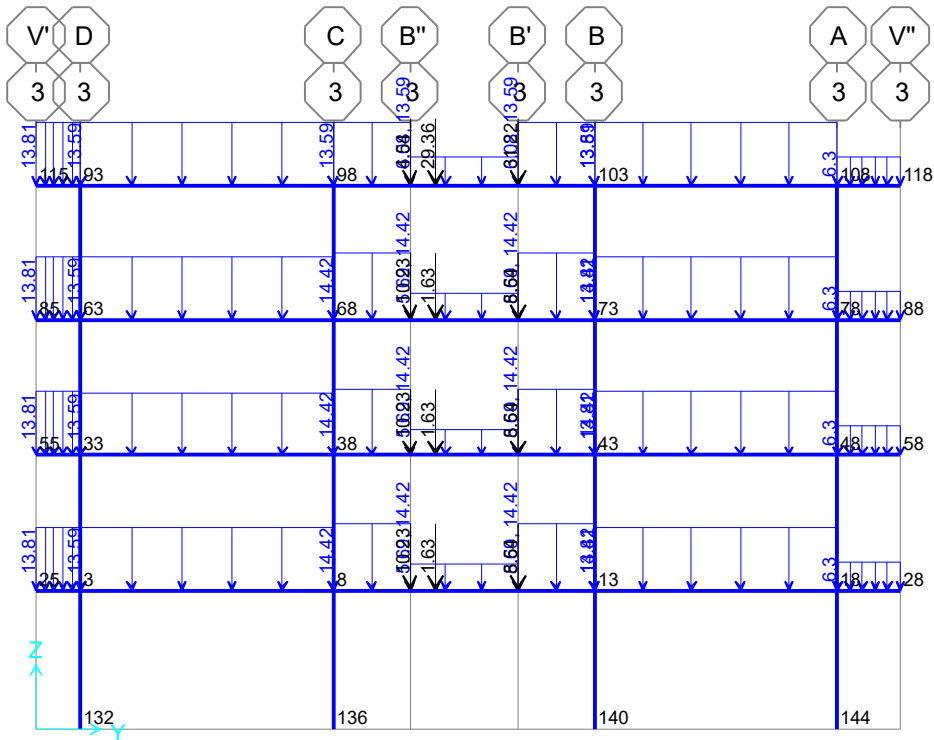 V' D C B" B' B A V"
3 3 3 3 3 3 3 3
13.81 13.59 13.59 13.59 29.36 13.59 6.3
115 93 98 103 108 118
13.81 13.59 14.42 14.42 1.63 14.42 6.3
85 63 68 73 78 88
13.81 13.59 14.42 14.42 1.63 14.42 6.3
55 33 38 43 48 58
13.81 13.59 14.42 14.42 1.63 14.42 6.3
25 3 8 13 18 28
Z
Y
132 136 140 144